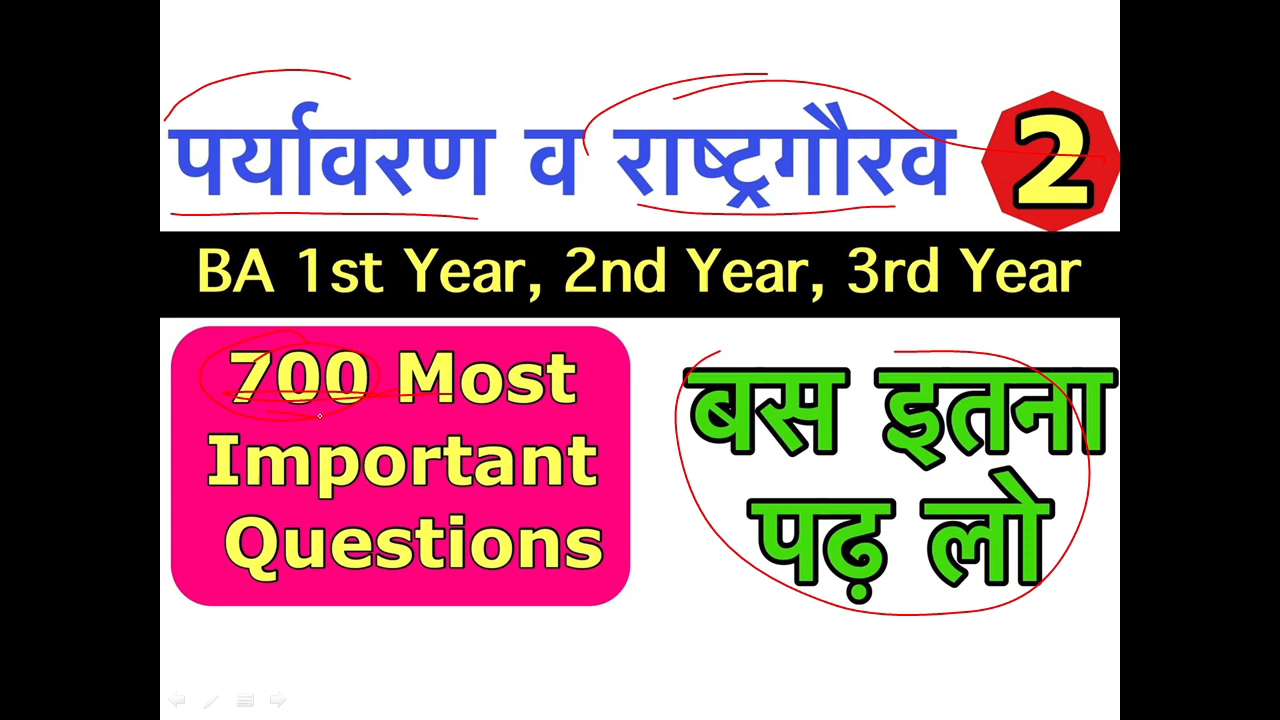 पर्यावरण व राष्ट्रगौरव 2
BA 1st Year, 2nd Year, 3rd Year
700 Most
Important
Questions
बस इतना
पढ़ लो